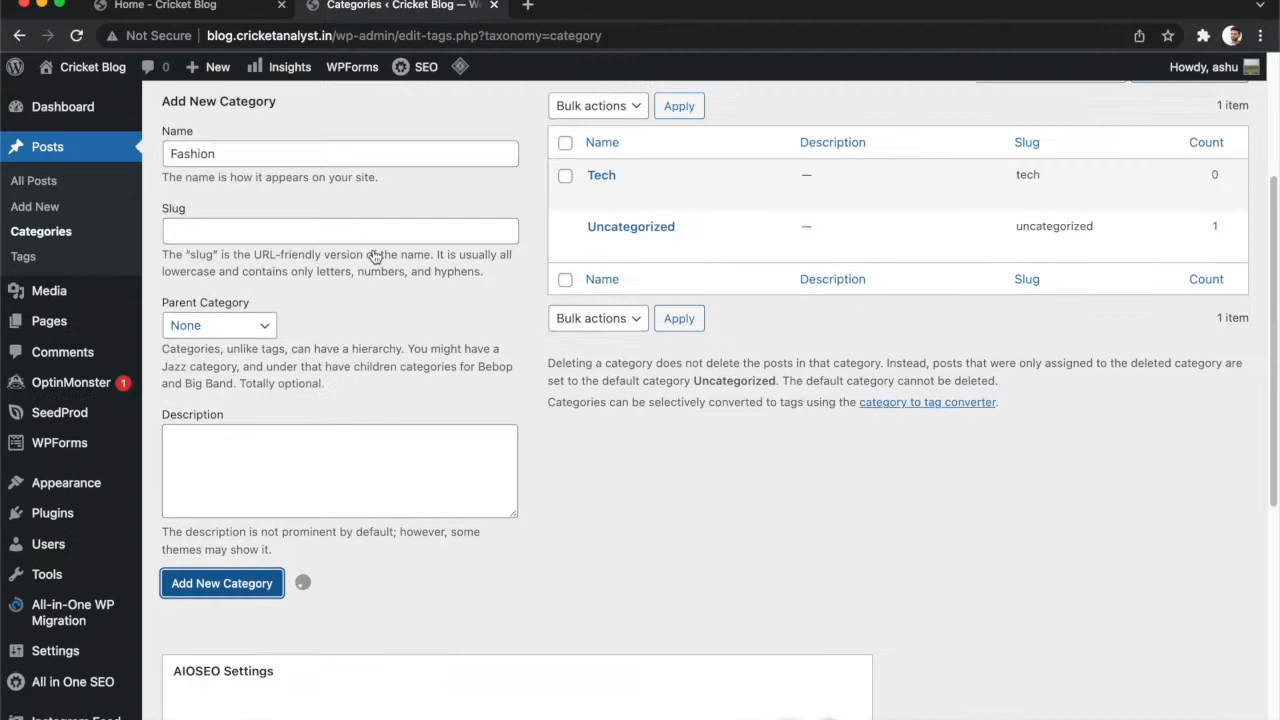 Home - Cricket Blog
Categories ‹ Cricket Blog — W
Not Secure
blog.cricketanalyst.in/wp-admin/edit-tags.php?taxonomy=category
Cricket Blog
0
New
Insights
WPForms
SEO
Howdy, ashu
Dashboard
Posts
All Posts
Add New
Categories
Tags
Media
Pages
Comments
OptinMonster 1
SeedProd
WPForms
Appearance
Plugins
Users
Tools
All-in-One WP
Migration
Settings
All in One SEO
Instagram Feed
Add New Category
Name
Fashion
The name is how it appears on your site.
Slug
The “slug” is the URL-friendly version of the name. It is usually all
lowercase and contains only letters, numbers, and hyphens.
Parent Category
None
Categories, unlike tags, can have a hierarchy. You might have a
Jazz category, and under that have children categories for Bebop
and Big Band. Totally optional.
Description
The description is not prominent by default; however, some
themes may show it.
Add New Category
AIOSEO Settings
Bulk actions
Apply
1 item
Name Description Slug Count
Tech — tech 0
Uncategorized — uncategorized 1
Name Description Slug Count
Bulk actions
Apply
1 item
Deleting a category does not delete the posts in that category. Instead, posts that were only assigned to the deleted category are
set to the default category Uncategorized. The default category cannot be deleted.
Categories can be selectively converted to tags using the category to tag converter.